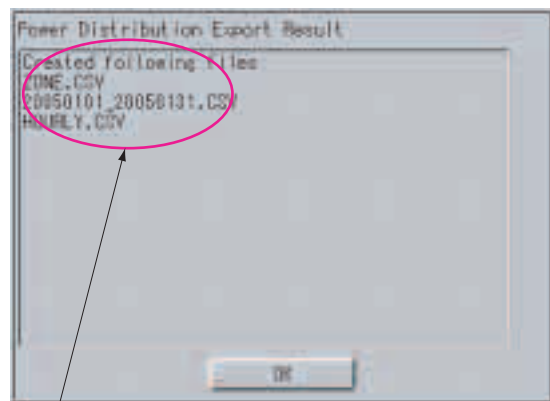 Power Distribution Export Result
Created following files
ZONE.CSV
20050101_20050131.CSV
HOURLY.CSV
OK